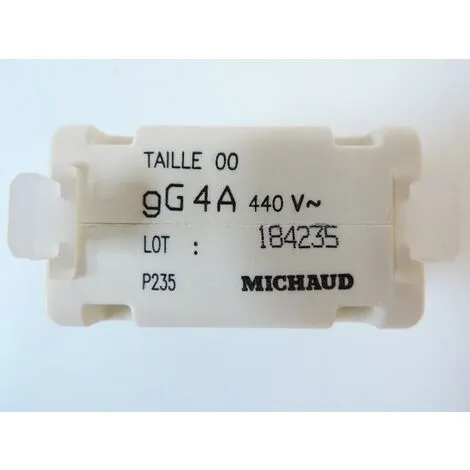 TAILLE 00
gG 4A 440 V~
LOT : 184235
P235 MICHAUD